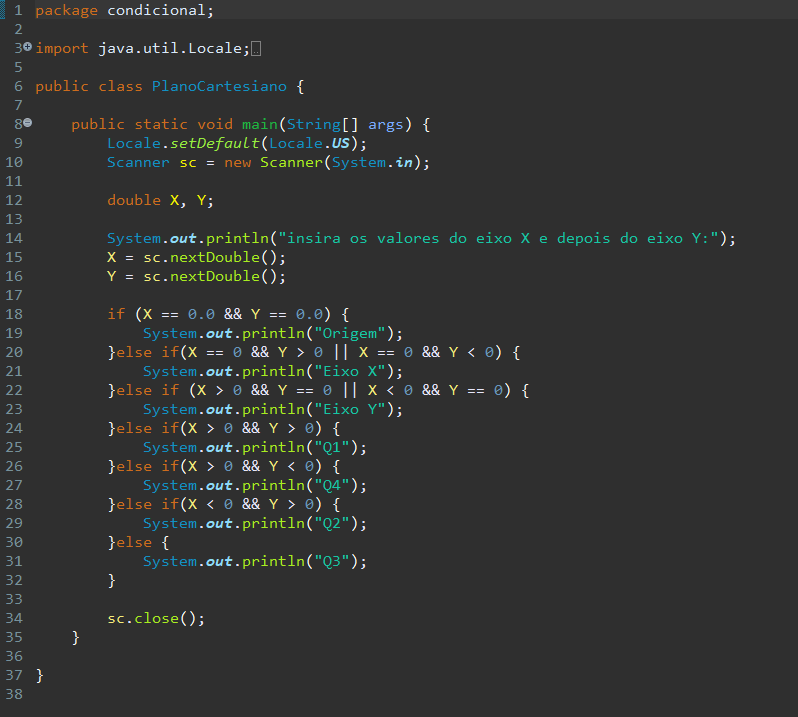 1 package condicional;
2
3 import java.util.Locale;
5
6 public class PlanoCartesiano {
7
8     public static void main(String[] args) {
9         Locale.setDefault(Locale.US);
10         Scanner sc = new Scanner(System.in);
11
12         double X, Y;
13
14         System.out.println("insira os valores do eixo X e depois do eixo Y:");
15         X = sc.nextDouble();
16         Y = sc.nextDouble();
17
18         if (X == 0.0 && Y == 0.0) {
19             System.out.println("Origem");
20         }else if(X == 0 && Y > 0 || X == 0 && Y < 0) {
21             System.out.println("Eixo X");
22         }else if (X > 0 && Y == 0 || X < 0 && Y == 0) {
23             System.out.println("Eixo Y");
24         }else if(X > 0 && Y > 0) {
25             System.out.println("Q1");
26         }else if(X > 0 && Y < 0) {
27             System.out.println("Q4");
28         }else if(X < 0 && Y > 0) {
29             System.out.println("Q2");
30         }else {
31             System.out.println("Q3");
32         }
33
34         sc.close();
35     }
36
37 }
38